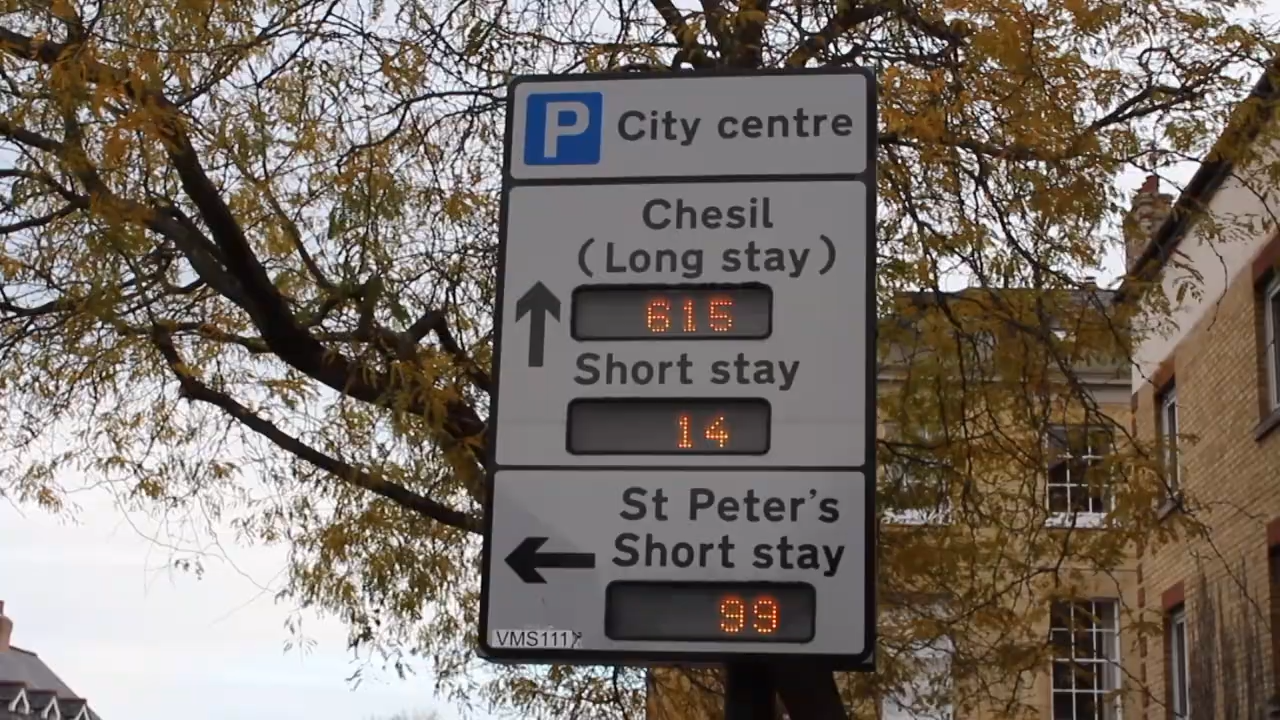 P City centre
Chesil
(Long stay)
615
Short stay
14
St Peter's
Short stay
99
VMS111